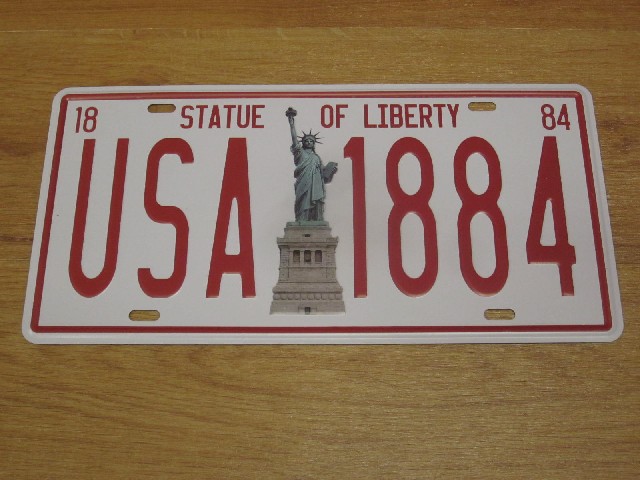 18 STATUE OF LIBERTY 84
USA 1884